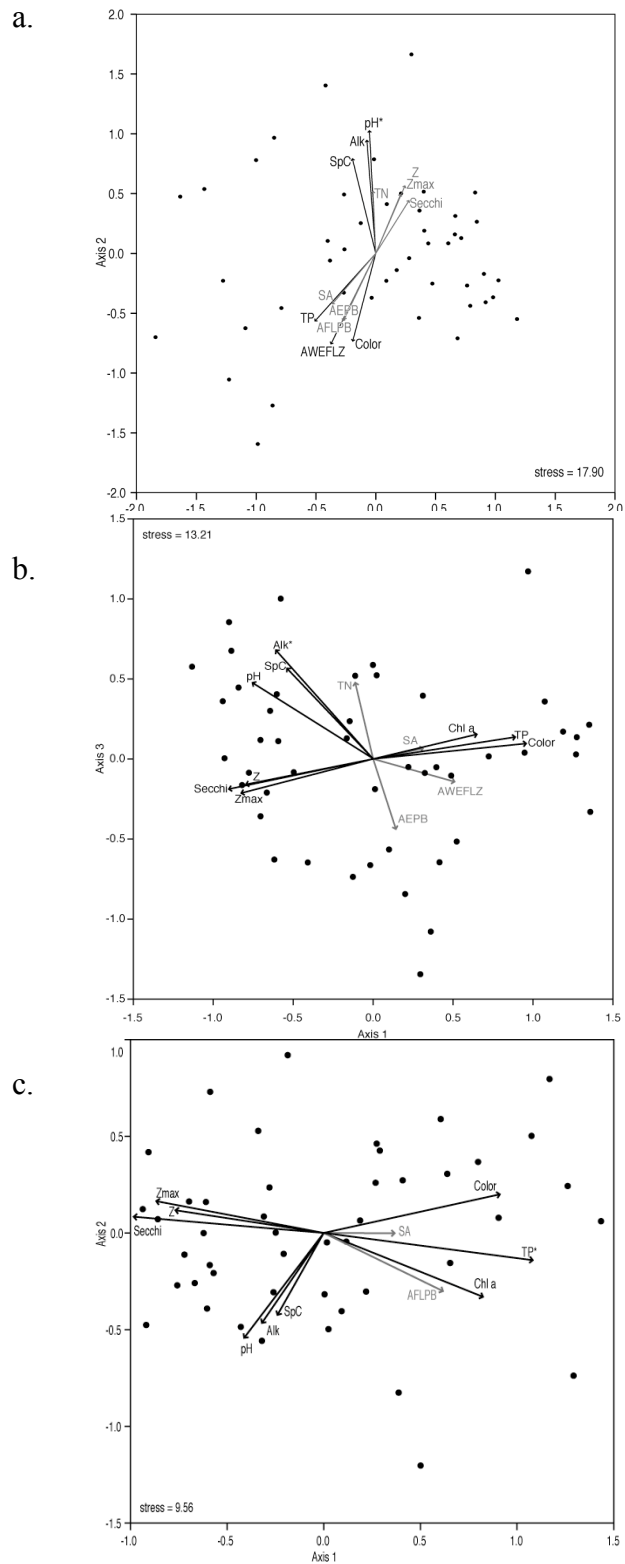 a.
2.0
1.5
1.0
0.5
0.0
-0.5
-1.0
-1.5
-2.0
Axis 2
pH*
Alk
SpC
TN
Z
Zmax
Secchi
SA
AEPB
TP
AFLPB
AWEFLZ
Color
stress = 17.90
-2.0 -1.5 -1.0 -0.5 0.0 0.5 1.0 1.5 2.0
b.
1.5
1.0
0.5
0.0
-0.5
-1.0
-1.5
Axis 3
stress = 13.21
Alk*
SpC
pH
TN
SA
Chl a
TP
Color
Z
Secchi
Zmax
AWEFLZ
AEPB
-1.5 -1.0 -0.5 0.0 0.5 1.0 1.5
Axis 1
c.
1.0
0.5
0.0
-0.5
-1.0
-1.5
Axis 2
Zmax
Z
Secchi
Color
SA
TP*
AFLPB
Chl a
SpC
Alk
pH
stress = 9.56
-1.0 -0.5 0.0 0.5 1.0 1.5
Axis 1